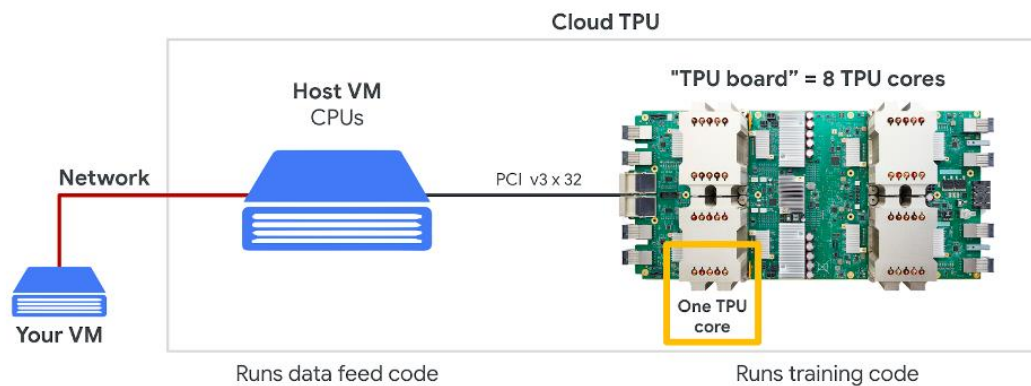 Cloud TPU
Host VM
CPUs
"TPU board” = 8 TPU cores
Network
PCI v3 x 32
One TPU
core
Your VM
Runs data feed code
Runs training code